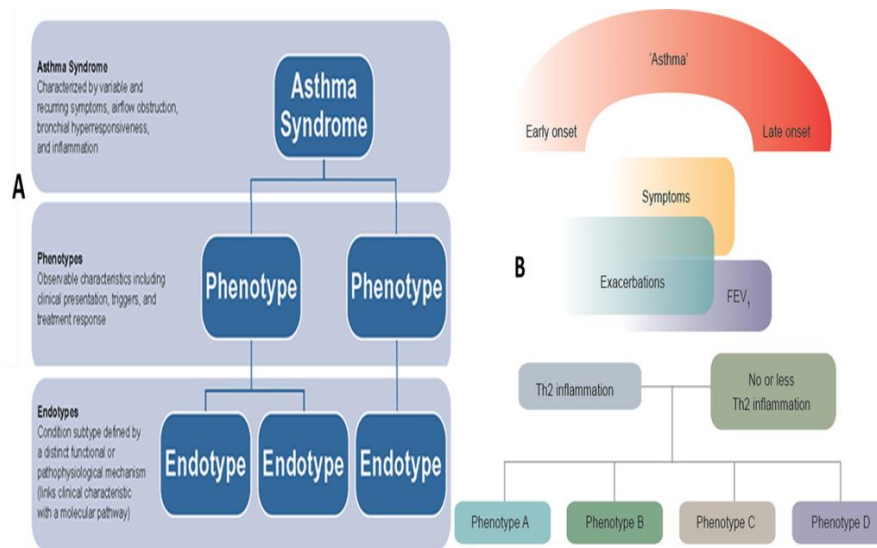 A
Asthma Syndrome
Characterized by variable and
recurring symptoms, airflow obstruction,
bronchial hyperresponsiveness,
and inflammation
Asthma
Syndrome
Phenotypes
Observable characteristics including
clinical presentation, triggers, and
treatment response
Phenotype
Phenotype
Endotypes
Condition subtype defined by
a distinct functional or
pathophysiological mechanism
(links clinical characteristic
with a molecular pathway)
Endotype
Endotype
Endotype
B
'Asthma'
Early onset
Late onset
Symptoms
Exacerbations
FEV1
Th2 inflammation
No or less
Th2 inflammation
Phenotype A
Phenotype B
Phenotype C
Phenotype D